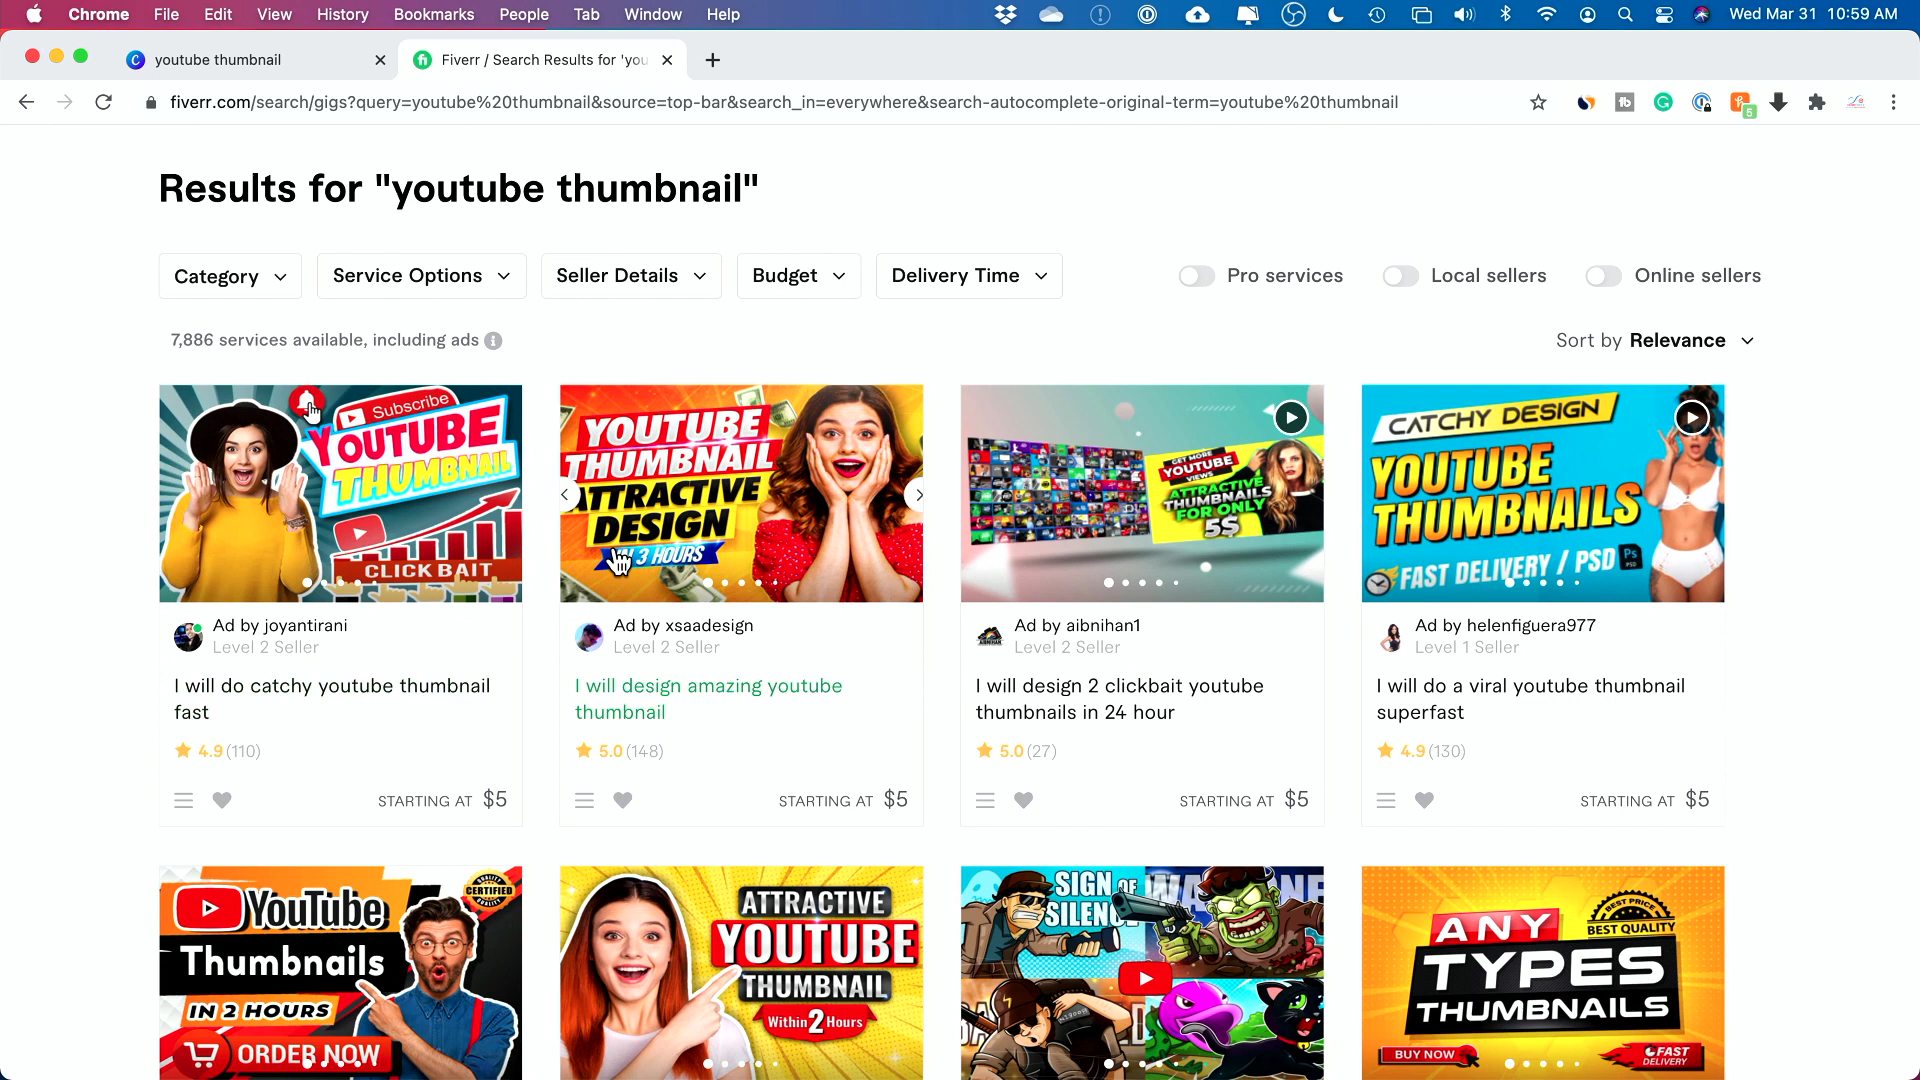 Chrome File Edit View History Bookmarks People Tab Window Help
Wed Mar 31 10:59 AM
youtube thumbnail
Fiverr / Search Results for 'you
fiverr.com/search/gigs?query=youtube%20thumbnail&source=top-bar&search_in=everywhere&search-autocomplete-original-term=youtube%20thumbnail
5
Results for "youtube thumbnail"
Category
Service Options
Seller Details
Budget
Delivery Time
Pro services
Local sellers
Online sellers
7,886 services available, including ads
Sort by Relevance
Subscribe
YOUTUBE
THUMBNAIL
CLICK BAIT
YOUTUBE
THUMBNAIL
ATTRACTIVE
DESIGN
3 HOURS
GET MORE
YOUTUBE
VIEWS
ATTRACTIVE
THUMBNAILS
FOR ONLY
5$
CATCHY DESIGN
YOUTUBE
THUMBNAILS
FAST DELIVERY / PSD
Ps
Ad by joyantirani
Level 2 Seller
I will do catchy youtube thumbnail
fast
4.9 (110)
STARTING AT $5
Ad by xsaadesign
Level 2 Seller
I will design amazing youtube
thumbnail
5.0 (148)
STARTING AT $5
Ad by aibnihan1
Level 2 Seller
I will design 2 clickbait youtube
thumbnails in 24 hour
5.0 (27)
STARTING AT $5
Ad by helenfiguera977
Level 1 Seller
I will do a viral youtube thumbnail
superfast
4.9 (130)
STARTING AT $5
CERTIFIED
YouTube
Thumbnails
IN 2 HOURS
ORDER NOW
ATTRACTIVE
YOUTUBE
THUMBNAIL
Within 2 Hours
SIGN OF
SILENC
BEST PRICE
BEST QUALITY
ANY
TYPES
THUMBNAILS
BUY NOW
FAST
DELIVERY